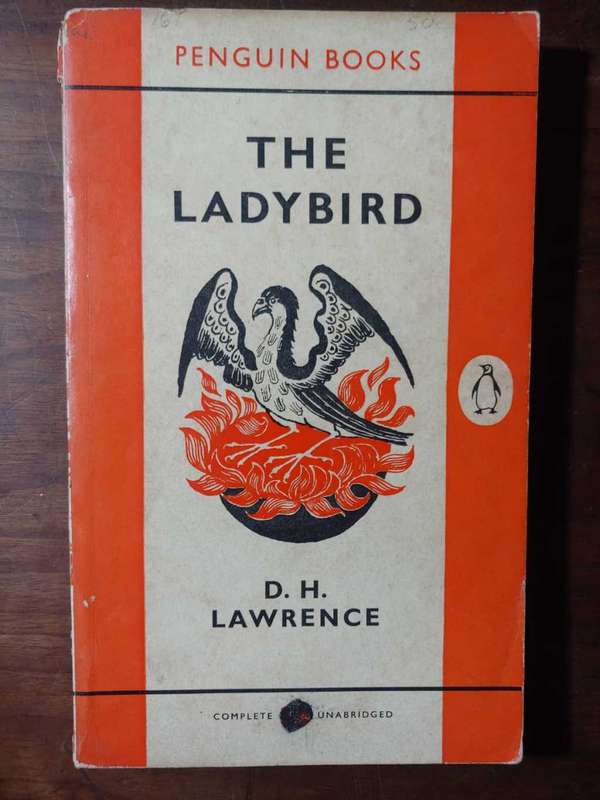 PENGUIN BOOKS
THE
LADYBIRD
D. H.
LAWRENCE
COMPLETE UNABRIDGED